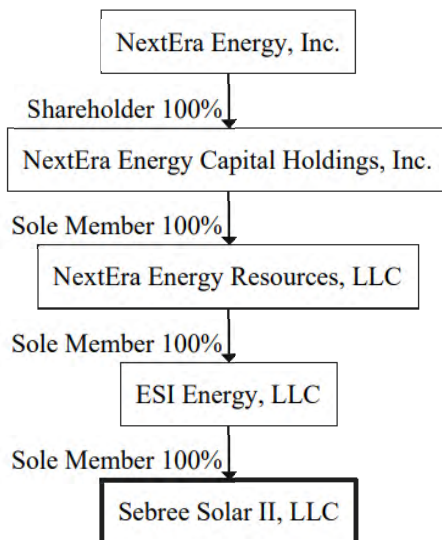 NextEra Energy, Inc.
Shareholder 100%
NextEra Energy Capital Holdings, Inc.
Sole Member 100%
NextEra Energy Resources, LLC
Sole Member 100%
ESI Energy, LLC
Sole Member 100%
Sebree Solar II, LLC